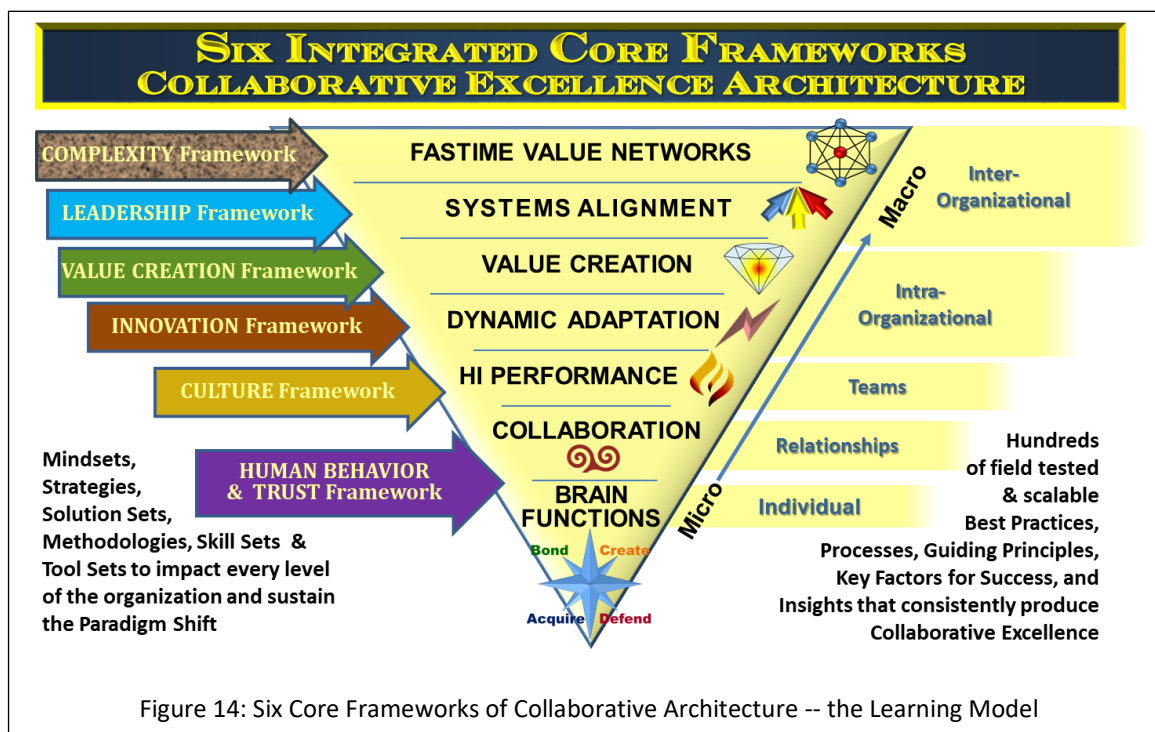 SIX INTEGRATED CORE FRAMEWORKS
COLLABORATIVE EXCELLENCE ARCHITECTURE
COMPLEXITY Framework
LEADERSHIP Framework
VALUE CREATION Framework
INNOVATION Framework
CULTURE Framework
HUMAN BEHAVIOR
& TRUST Framework
FASTIME VALUE NETWORKS
SYSTEMS ALIGNMENT
VALUE CREATION
DYNAMIC ADAPTATION
HI PERFORMANCE
COLLABORATION
BRAIN
FUNCTIONS
Bond Create
Acquire Defend
Macro
Micro
Inter-
Organizational
Intra-
Organizational
Teams
Relationships
Individual
Mindsets,
Strategies,
Solution Sets,
Methodologies, Skill Sets &
Tool Sets to impact every level
of the organization and sustain
the Paradigm Shift
Hundreds
of field tested
& scalable
Best Practices,
Processes, Guiding Principles,
Key Factors for Success, and
Insights that consistently produce
Collaborative Excellence
Figure 14: Six Core Frameworks of Collaborative Architecture -- the Learning Model